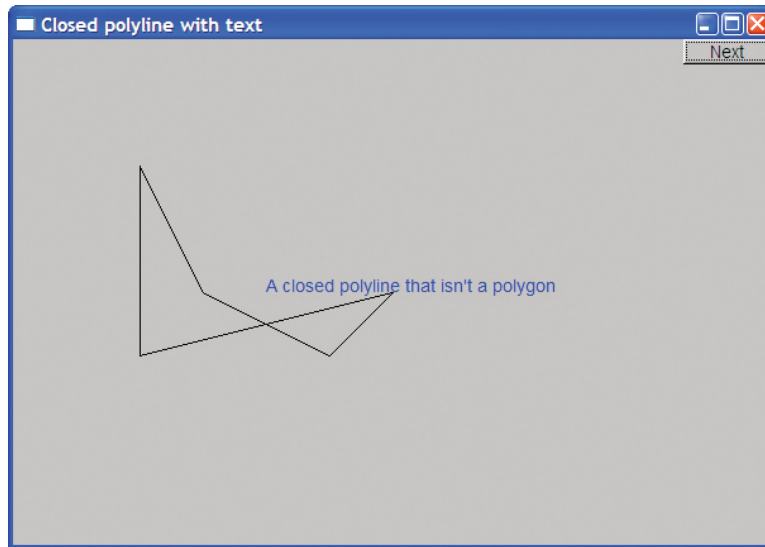 Closed polyline with text
Next
A closed polyline that isn't a polygon